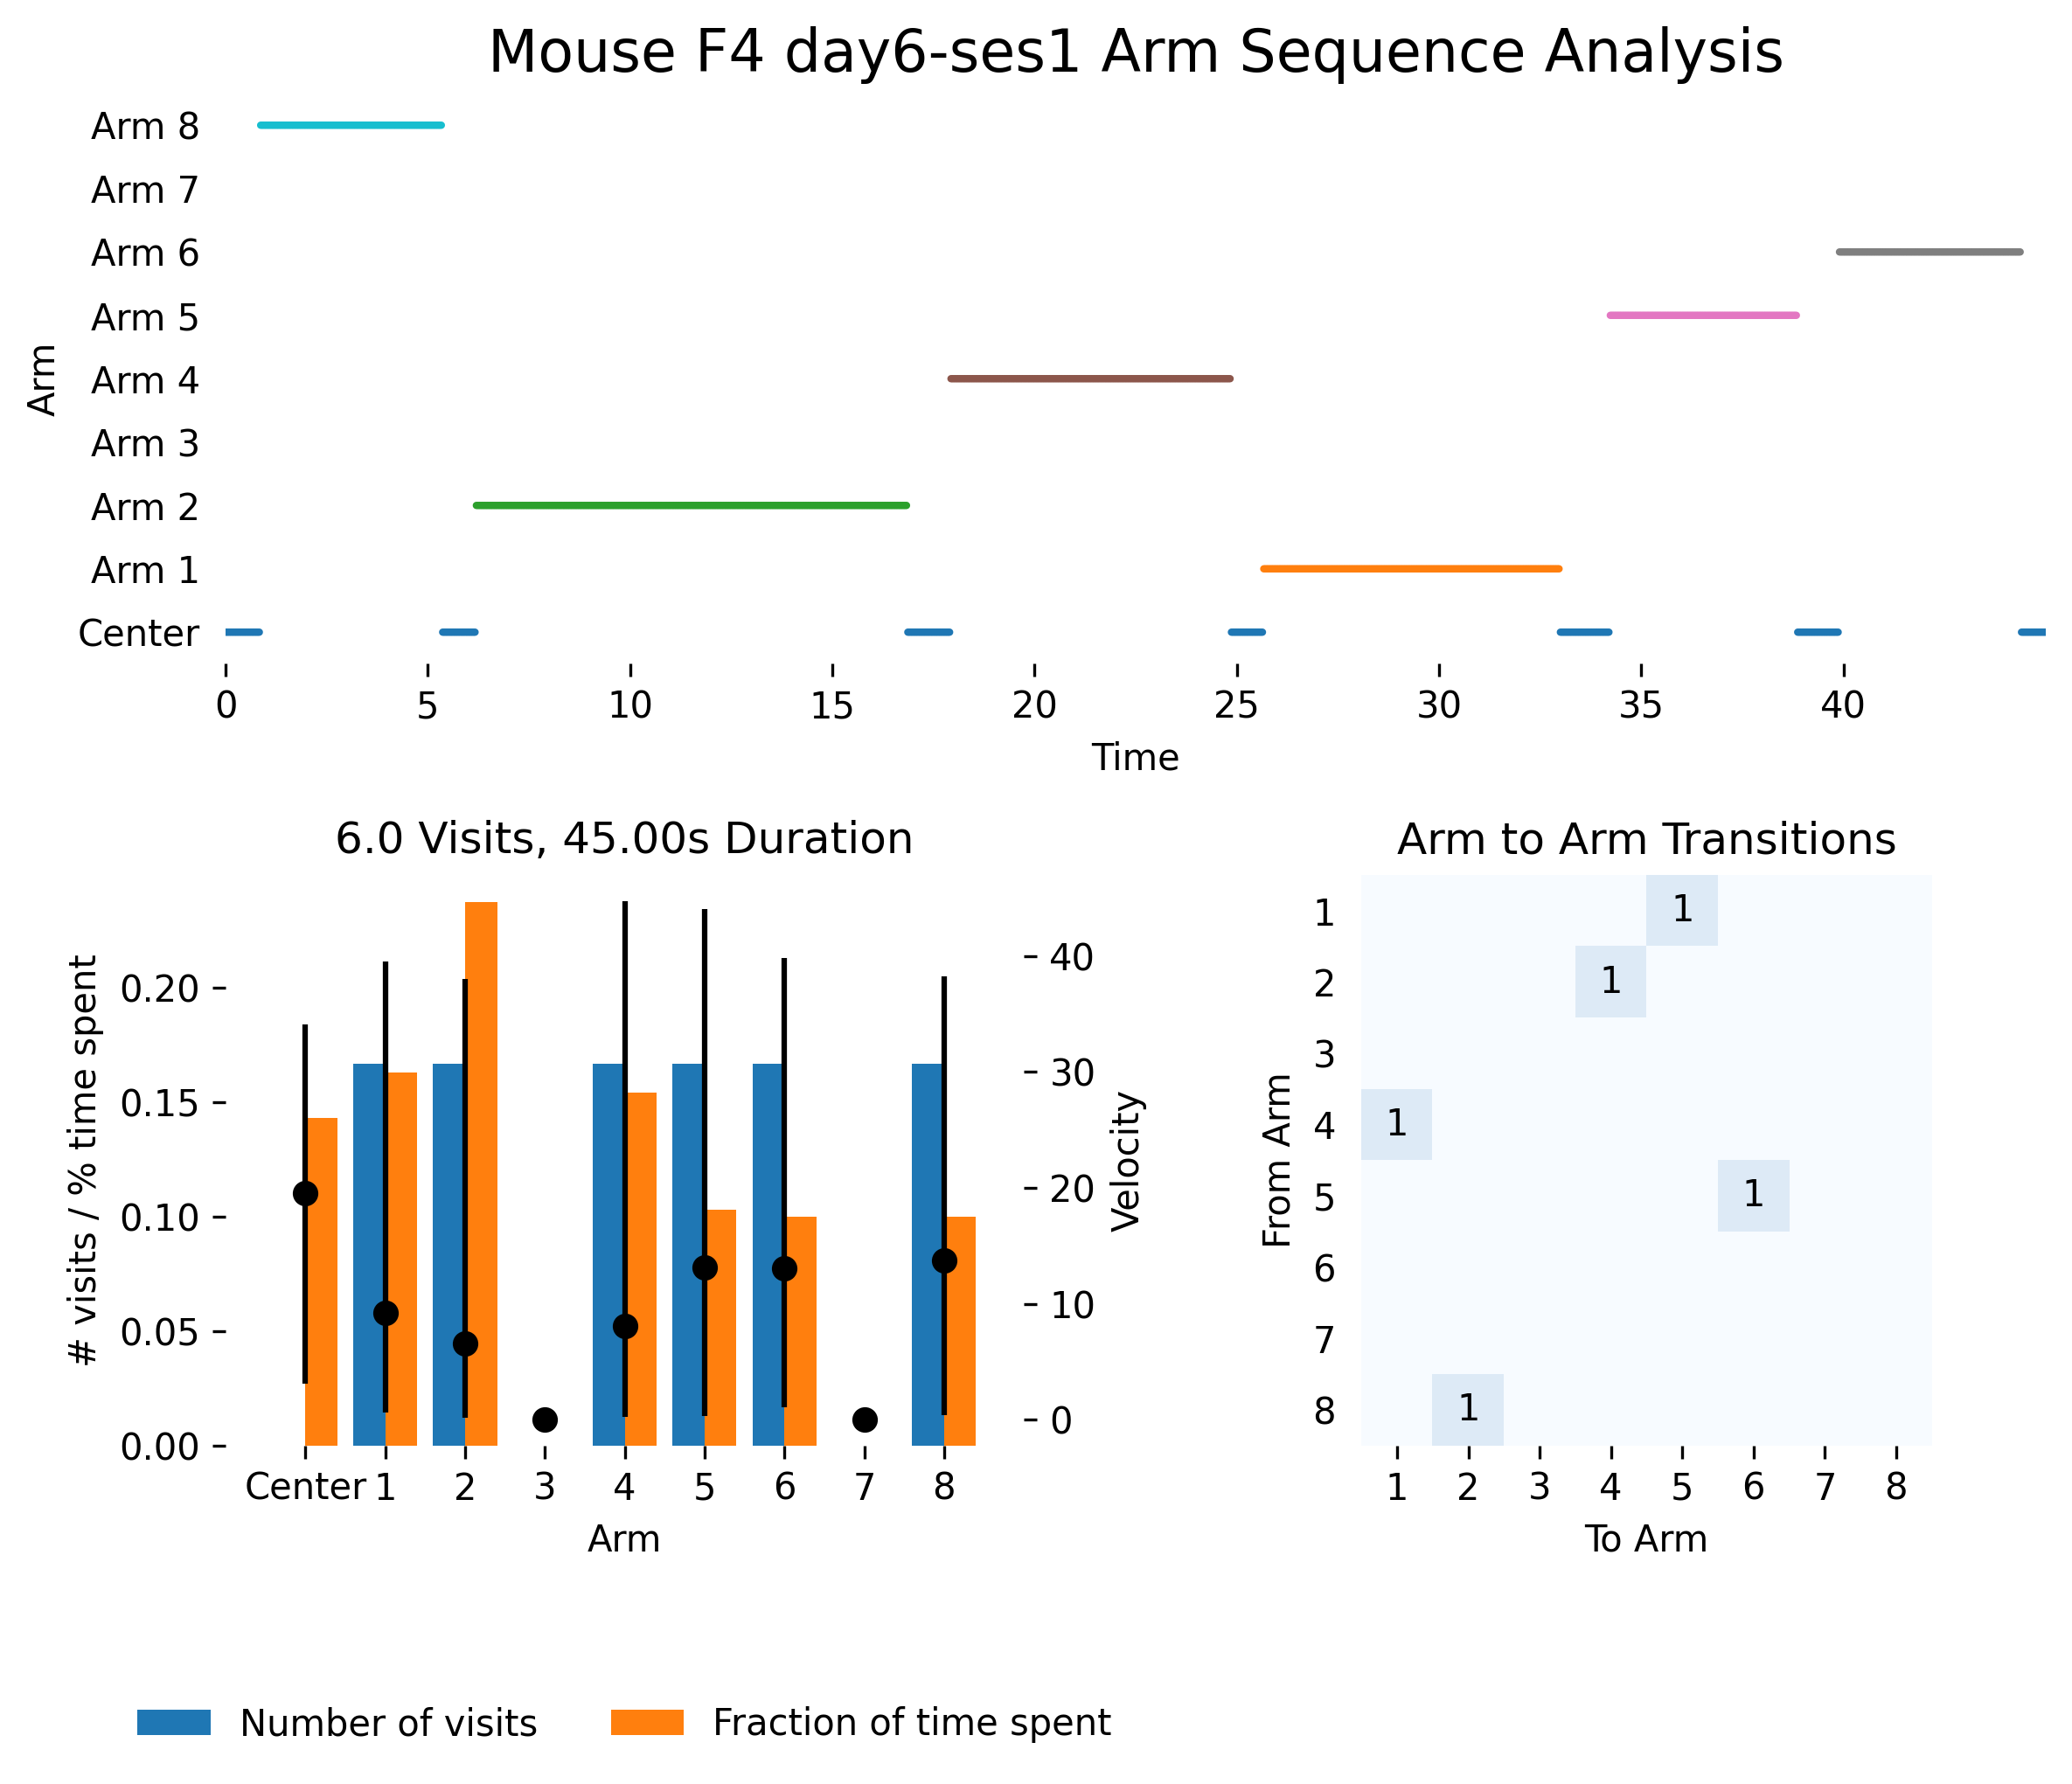 Mouse F4 day6-ses1 Arm Sequence Analysis
Arm
Arm 8
Arm 7
Arm 6
Arm 5
Arm 4
Arm 3
Arm 2
Arm 1
Center
0 5 10 15 20 25 30 35 40
Time
6.0 Visits, 45.00s Duration
# visits / % time spent
0.20
0.15
0.10
0.05
0.00
40
30
20
10
0
Velocity
Center 1 2 3 4 5 6 7 8
Arm
Arm to Arm Transitions
From Arm
1 1
2 1
3
4 1
5 1
6
7
8 1
1 2 3 4 5 6 7 8
To Arm
Number of visits Fraction of time spent